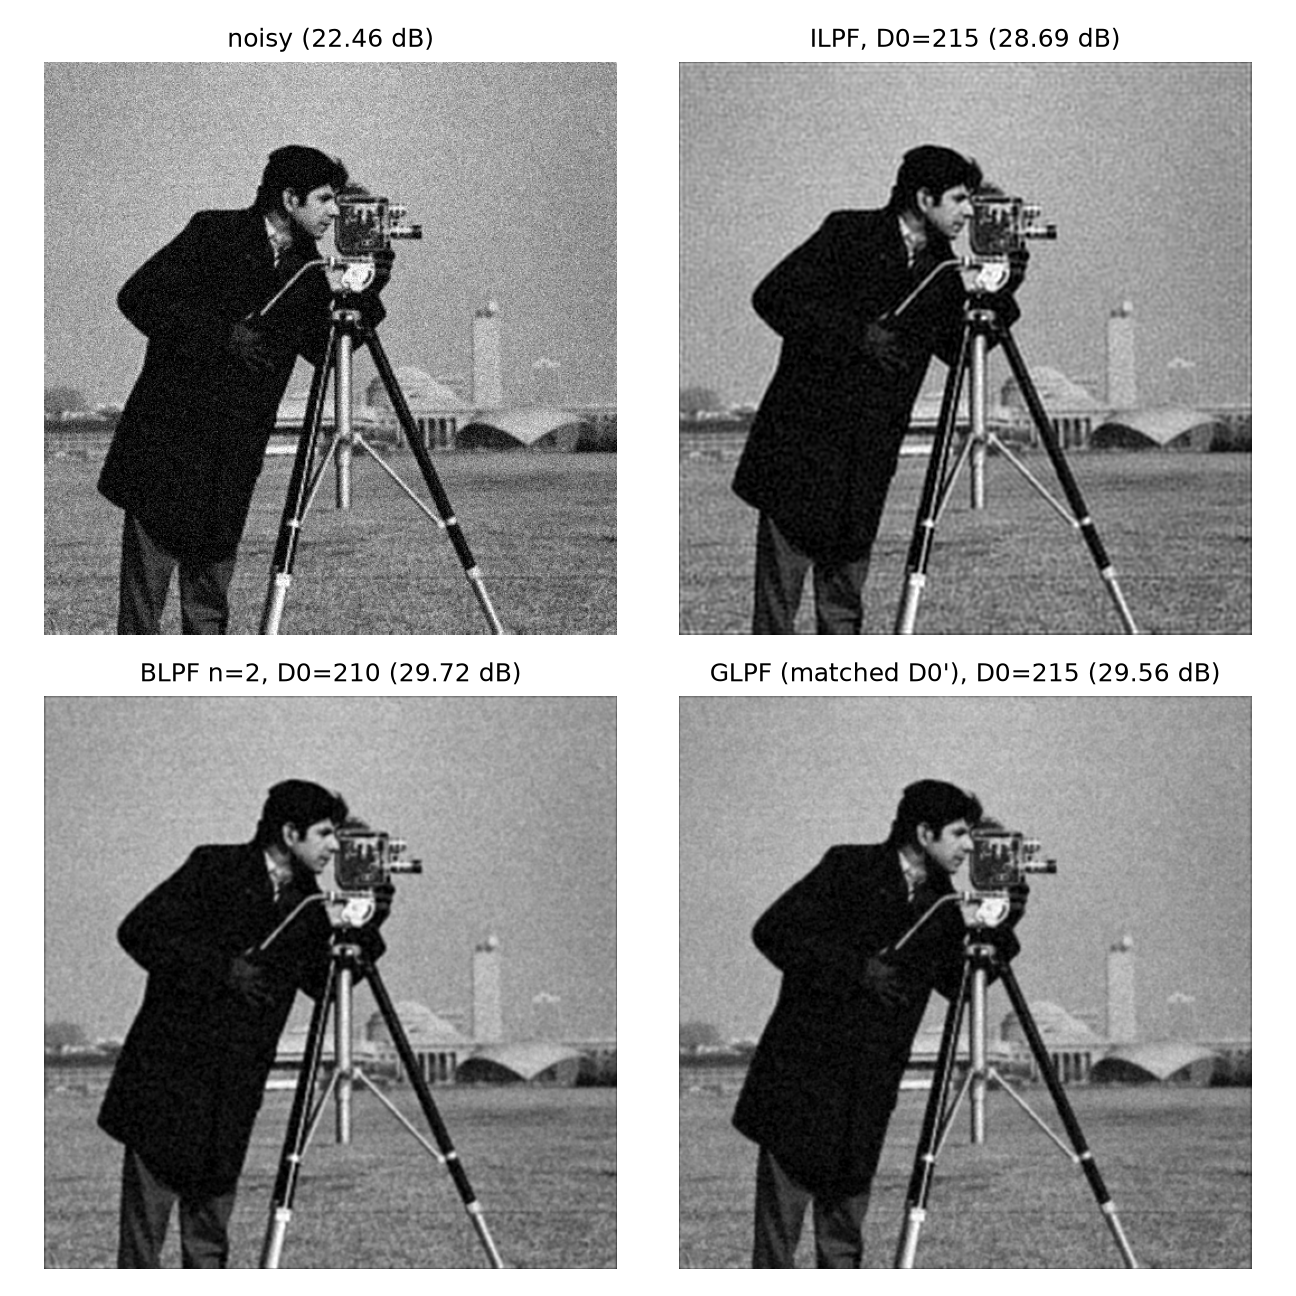 noisy (22.46 dB)
ILPF, D0=215 (28.69 dB)
BLPF n=2, D0=210 (29.72 dB)
GLPF (matched D0'), D0=215 (29.56 dB)